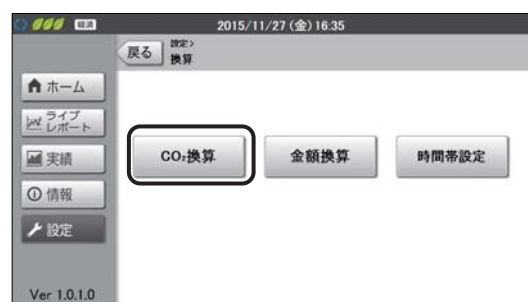 経済
2015/11/27(金)16:35
戻る
設定>
換算
ホーム
ライブ
レポート
実績
情報
設定
CO₂換算
金額換算
時間帯設定
Ver 1.0.1.0